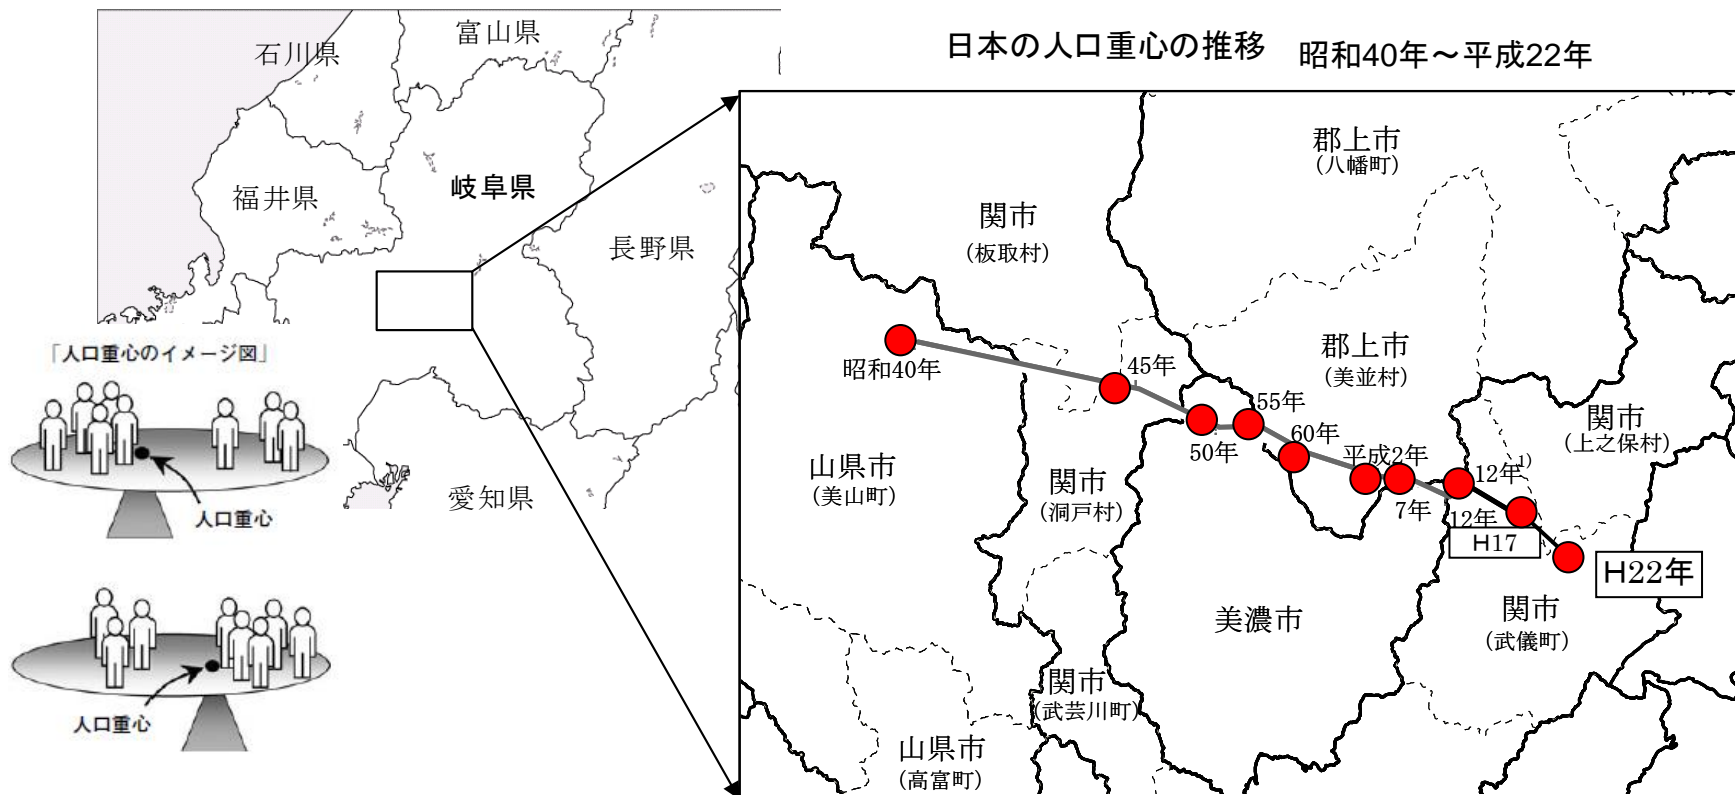 日本の人口重心の推移 昭和40年～平成22年
石川県
富山県
福井県
岐阜県
長野県
愛知県
「人口重心のイメージ図」
人口重心
人口重心
郡上市
(八幡町)
関市
(板取村)
郡上市
(美並村)
関市
(上之保村)
山県市
(美山町)
関市
(洞戸村)
美濃市
関市
(武儀町)
関市
(武芸川町)
山県市
(高富町)
昭和40年
45年
50年
55年
60年
平成2年
7年
12年1)
12年
H17
H22年